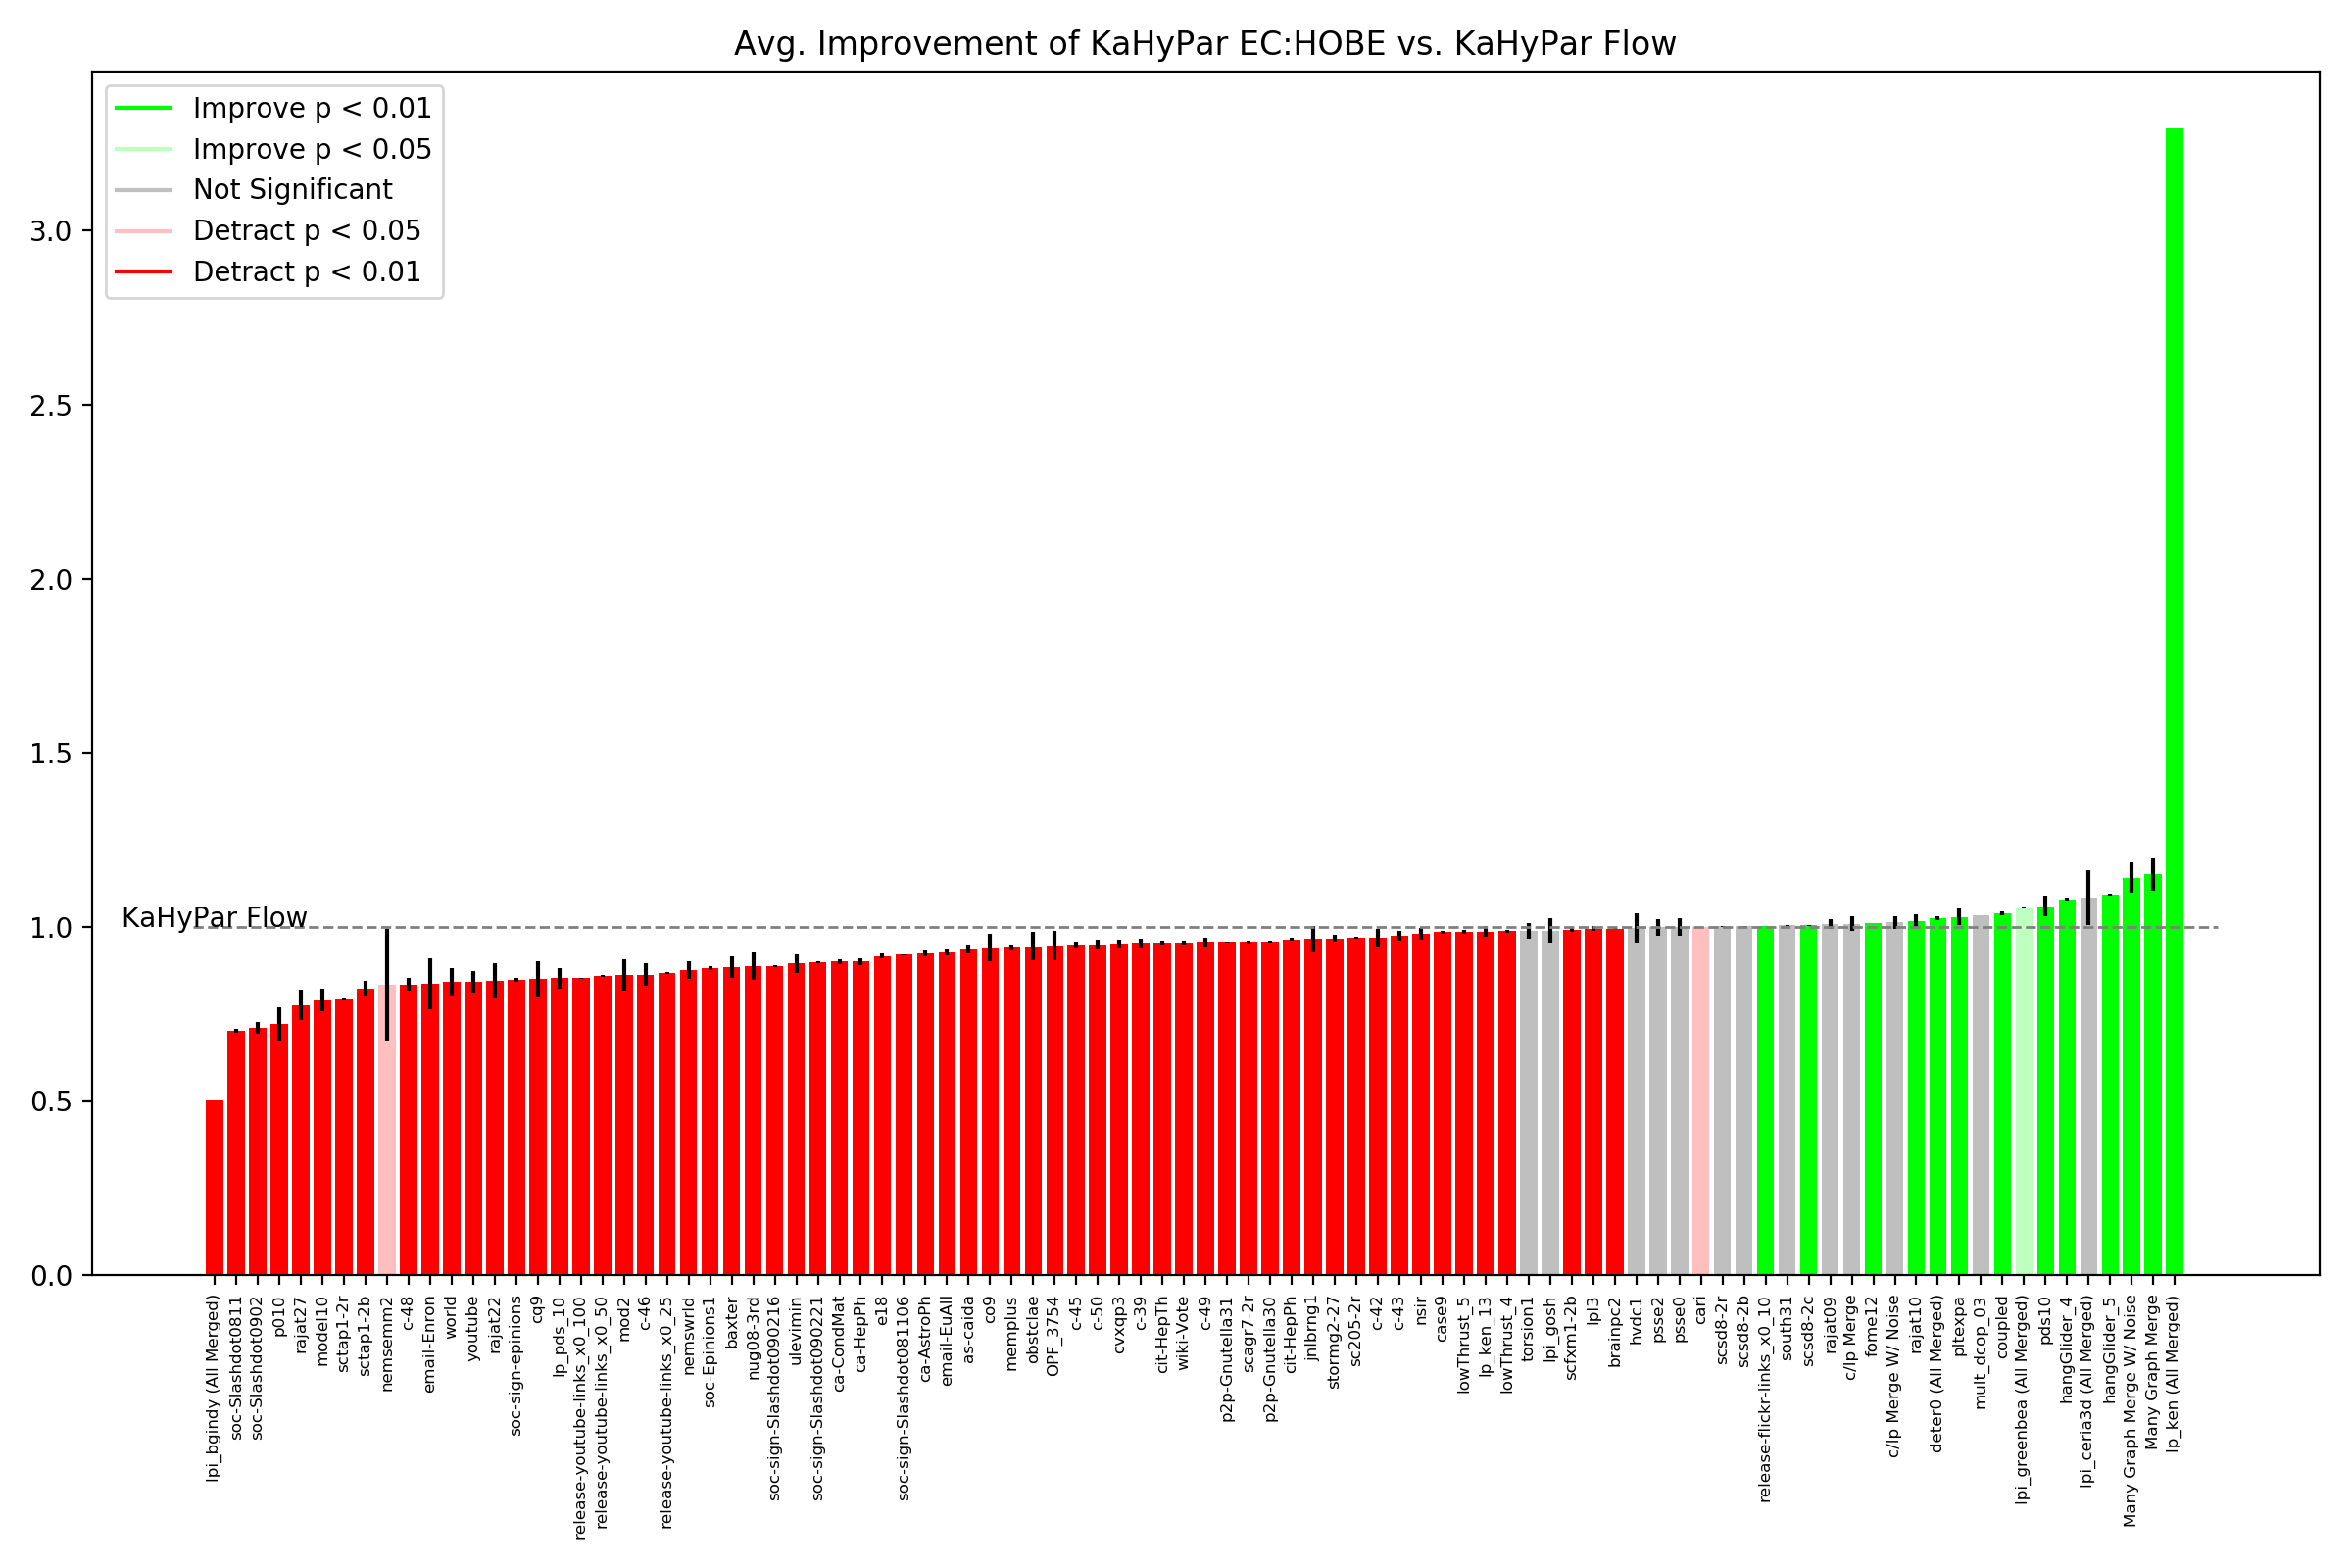 Avg. Improvement of KaHyPar EC:HOBE vs. KaHyPar Flow
Improve p < 0.01
Improve p < 0.05
Not Significant
Detract p < 0.05
Detract p < 0.01
3.0
2.5
2.0
1.5
1.0
0.5
0.0
KaHyPar Flow
lpi_bgindy (All Merged)
soc-Slashdot0811
soc-Slashdot0902
p010
rajat27
model10
sctap1-2r
sctap1-2b
nemsemm2
c-48
email-Enron
world
youtube
rajat22
soc-sign-epinions
cq9
lp_pds_10
release-youtube-links_x0_100
release-youtube-links_x0_50
mod2
c-46
release-youtube-links_x0_25
nemswrld
soc-Epinions1
baxter
nug08-3rd
soc-sign-Slashdot090216
ulevimin
soc-sign-Slashdot090221
ca-CondMat
ca-HepPh
e18
soc-sign-Slashdot081106
ca-AstroPh
email-EuAll
as-caida
co9
memplus
obstclae
OPF_3754
c-45
c-50
cvxqp3
c-39
cit-HepTh
wiki-Vote
c-49
p2p-Gnutella31
scagr7-2r
p2p-Gnutella30
cit-HepPh
jnlbrng1
stormg2-27
sc205-2r
c-42
c-43
nsir
case9
lowThrust_5
lp_ken_13
lowThrust_4
torsion1
lpi_gosh
scfxm1-2b
lpl3
brainpc2
hvdc1
psse2
psse0
cari
scsd8-2r
scsd8-2b
release-flickr-links_x0_10
south31
scsd8-2c
rajat09
c/lp Merge
fome12
c/lp Merge W/ Noise
rajat10
deter0 (All Merged)
pltexpa
mult_dcop_03
coupled
lpi_greenbea (All Merged)
pds10
hangGlider_4
lpi_ceria3d (All Merged)
hangGlider_5
Many Graph Merge W/ Noise
Many Graph Merge
lp_ken (All Merged)